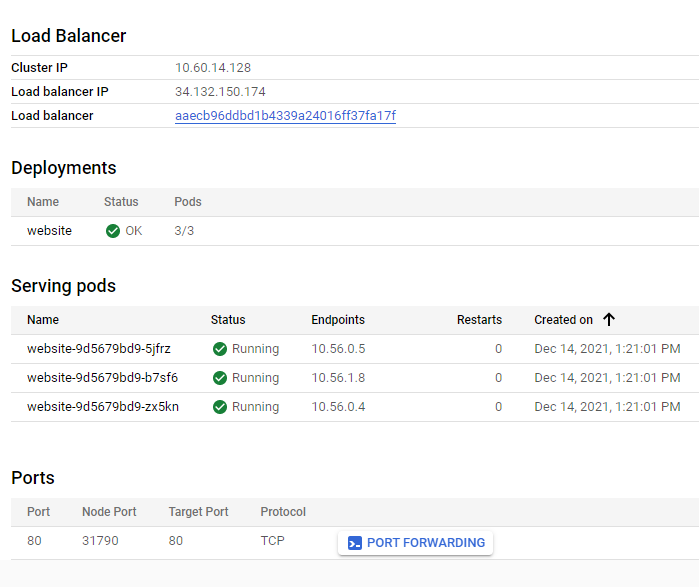 Load Balancer
Cluster IP 10.60.14.128
Load balancer IP 34.132.150.174
Load balancer aaecb96ddbd1b4339a24016ff37fa17f
Deployments
Name Status Pods
website OK 3/3
Serving pods
Name Status Endpoints Restarts Created on
website-9d5679bd9-5jfrz Running 10.56.0.5 0 Dec 14, 2021, 1:21:01 PM
website-9d5679bd9-b7sf6 Running 10.56.1.8 0 Dec 14, 2021, 1:21:01 PM
website-9d5679bd9-zx5kn Running 10.56.0.4 0 Dec 14, 2021, 1:21:01 PM
Ports
Port Node Port Target Port Protocol
80 31790 80 TCP PORT FORWARDING